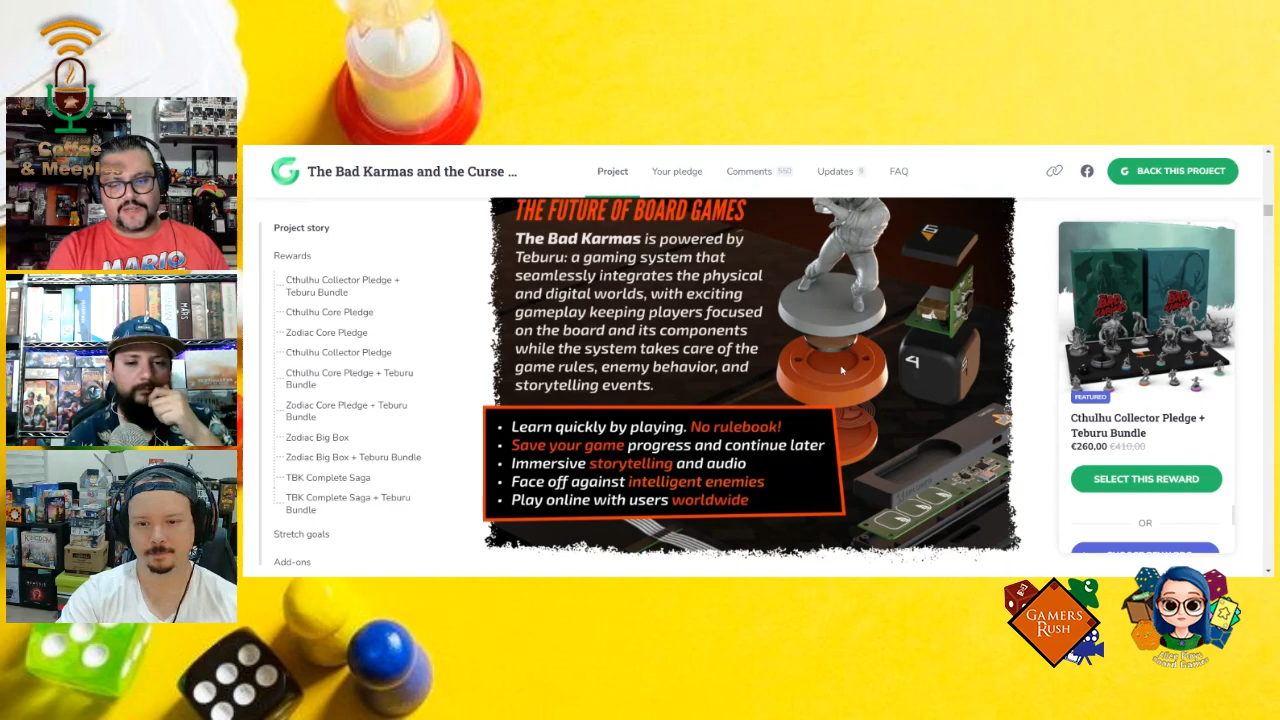 Coffee
& Meeples
MARIO
The Bad Karmas and the Curse ...
Project
Your pledge
Comments 550
Updates 9
FAQ
BACK THIS PROJECT
Project story
Rewards
Cthulhu Collector Pledge +
Teburu Bundle
Cthulhu Core Pledge
Zodiac Core Pledge
Cthulhu Collector Pledge
Cthulhu Core Pledge + Teburu
Bundle
Zodiac Core Pledge + Teburu
Bundle
Zodiac Big Box
Zodiac Big Box + Teburu Bundle
TBK Complete Saga
TBK Complete Saga + Teburu
Bundle
Stretch goals
Add-ons
THE FUTURE OF BOARD GAMES
The Bad Karmas is powered by
Teburu: a gaming system that
seamlessly integrates the physical
and digital worlds, with exciting
gameplay keeping players focused
on the board and its components
while the system takes care of the
game rules, enemy behavior, and
storytelling events.
• Learn quickly by playing. No rulebook!
• Save your game progress and continue later
• Immersive storytelling and audio
• Face off against intelligent enemies
• Play online with users worldwide
FEATURED
Cthulhu Collector Pledge +
Teburu Bundle
€260,00 €410,00
SELECT THIS REWARD
OR
GAMERS
RUSH
Board Games